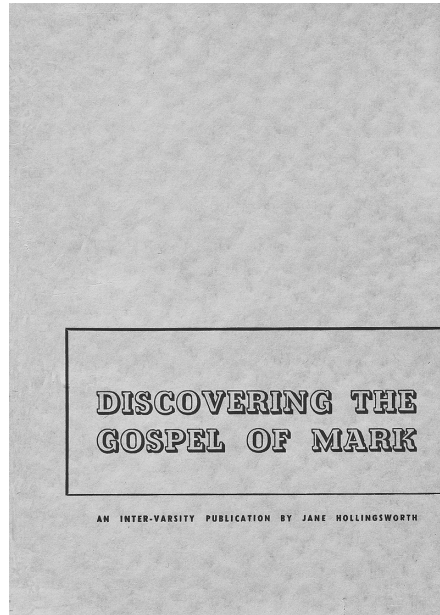 DISCOVERING THE
GOSPEL OF MARK
AN INTER-VARSITY PUBLICATION BY JANE HOLLINGSWORTH